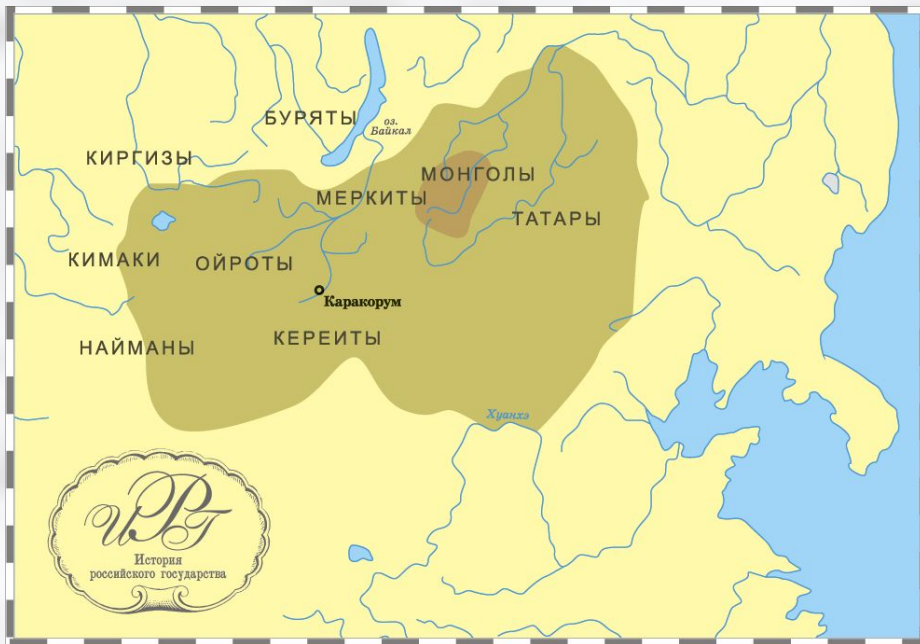 БУРЯТЫ
оз.
Байкал
КИРГИЗЫ
МОНГОЛЫ
МЕРКИТЫ
ТАТАРЫ
КИМАКИ
ОЙРОТЫ
Каракорум
КЕРЕИТЫ
НАЙМАНЫ
Хуанхэ
ИРГ
История
российского государства